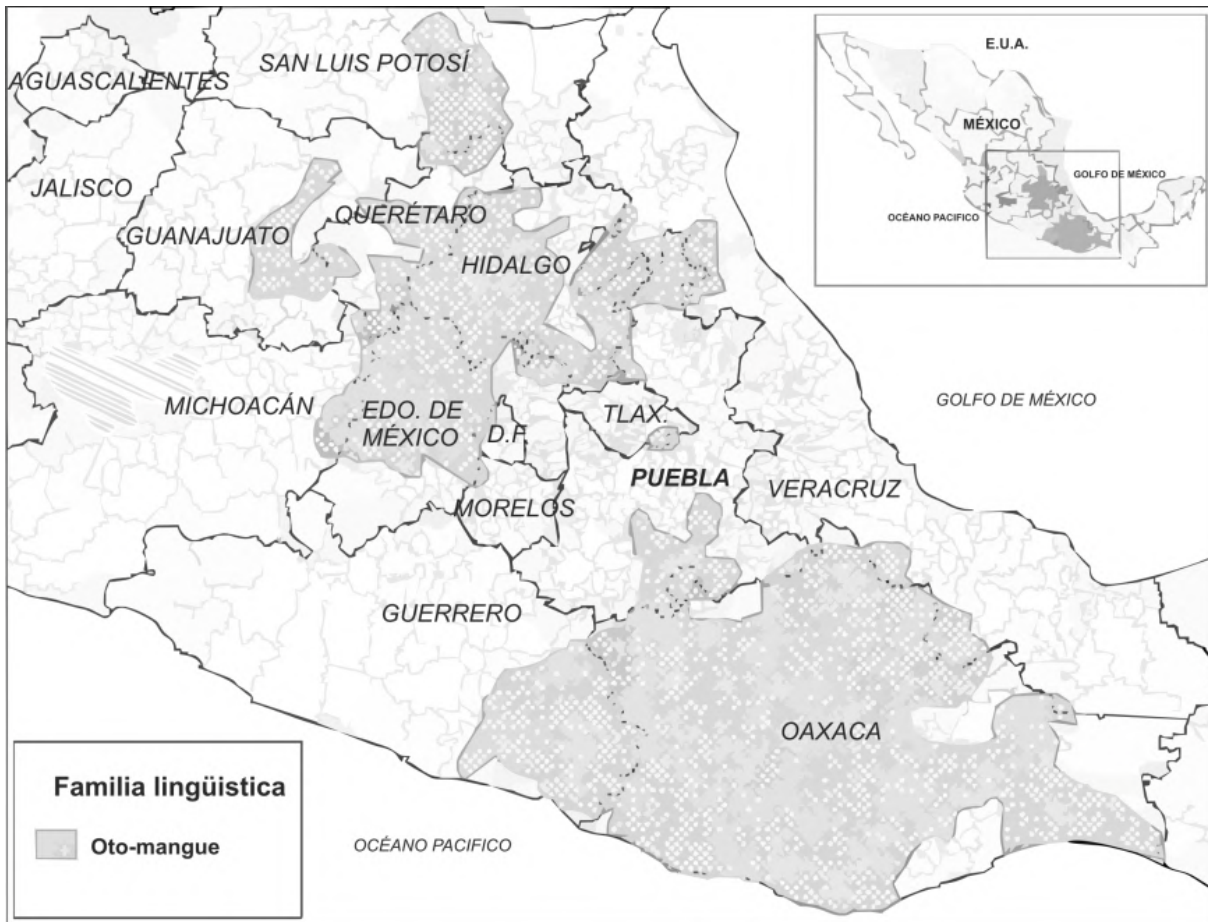 SAN LUIS POTOSÍ
AGUASCALIENTES
JALISCO
GUANAJUATO
QUERÉTARO
HIDALGO
MICHOACÁN
EDO. DE
MÉXICO
D.F.
TLAX.
PUEBLA
MORELOS
VERACRUZ
GUERRERO
OAXACA
GOLFO DE MÉXICO
OCÉANO PACIFICO
E.U.A.
MÉXICO
GOLFO DE MÉXICO
OCÉANO PACIFICO
Familia lingüistica
Oto-mangue